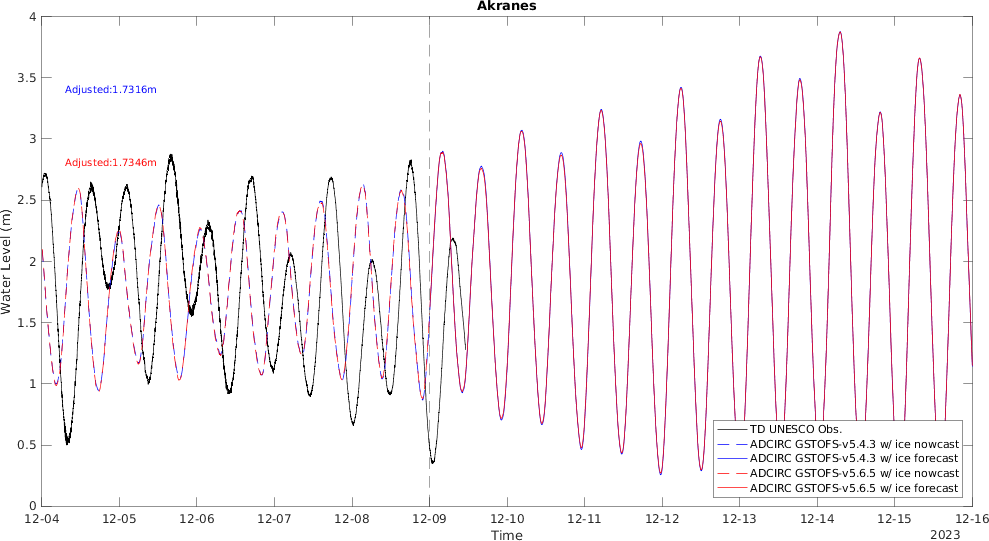 Akranes
4
3.5
3
2.5
2
1.5
1
0.5
0
Water Level (m)
Adjusted:1.7316m
Adjusted:1.7346m
TD UNESCO Obs.
ADCIRC GSTOFS-v5.4.3 w/ ice nowcast
ADCIRC GSTOFS-v5.4.3 w/ ice forecast
ADCIRC GSTOFS-v5.6.5 w/ ice nowcast
ADCIRC GSTOFS-v5.6.5 w/ ice forecast
12-04 12-05 12-06 12-07 12-08 12-09 12-10 12-11 12-12 12-13 12-14 12-15 12-16
Time
2023